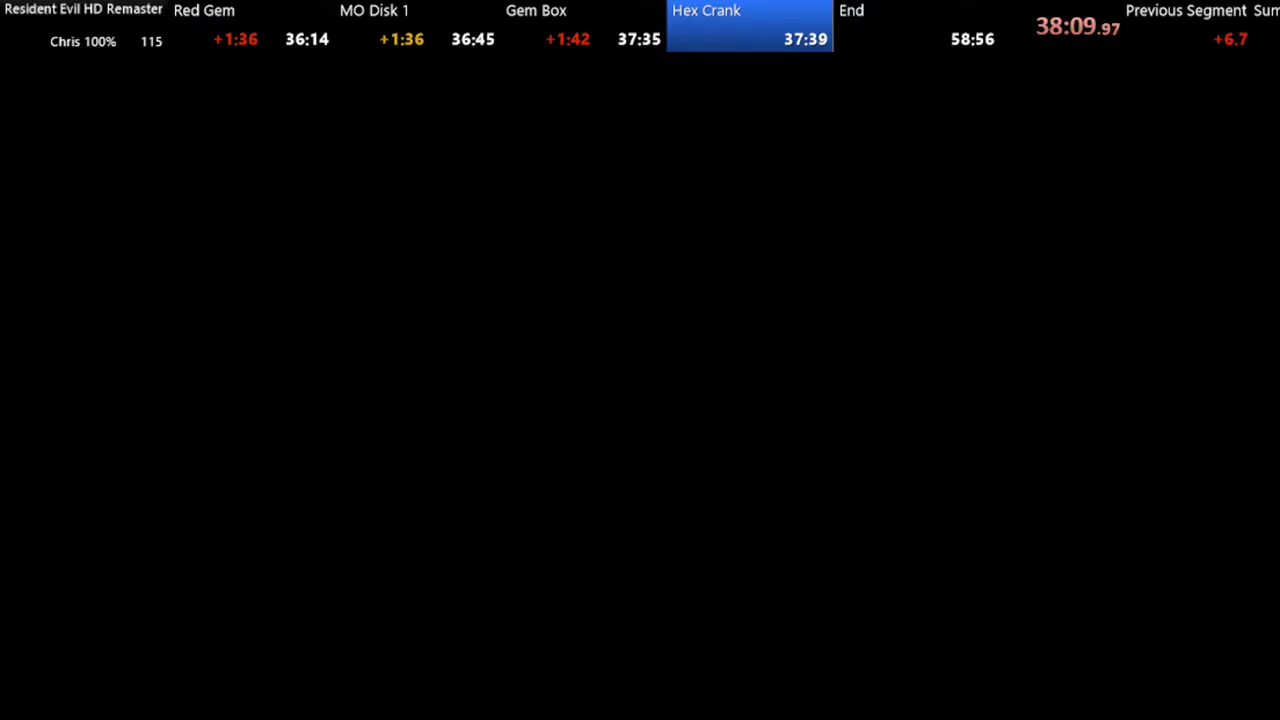 Resident Evil HD Remaster Red Gem MO Disk 1 Gem Box Hex Crank End 38:09.97 Previous Segment Sum
Chris 100% 115 +1:36 36:14 +1:36 36:45 +1:42 37:35 37:39 58:56 +6.7